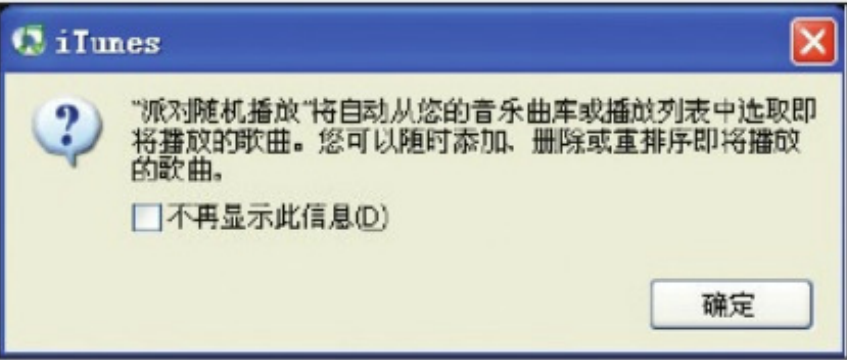 iTunes
“派对随机播放”将自动从您的音乐曲库或播放列表中选取即
将播放的歌曲。您可以随时添加、删除或重排序即将播放
的歌曲。
不再显示此信息(D)
确定